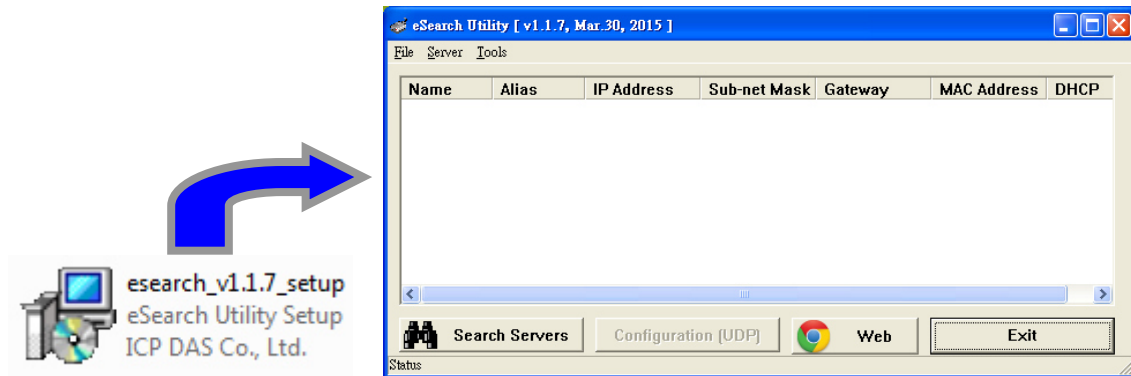 eSearch Utility [ v1.1.7, Mar.30, 2015 ]
File Server Tools
Name Alias IP Address Sub-net Mask Gateway MAC Address DHCP
esearch_v1.1.7_setup
eSearch Utility Setup
ICP DAS Co., Ltd.
Search Servers Configuration (UDP) Web Exit
Status